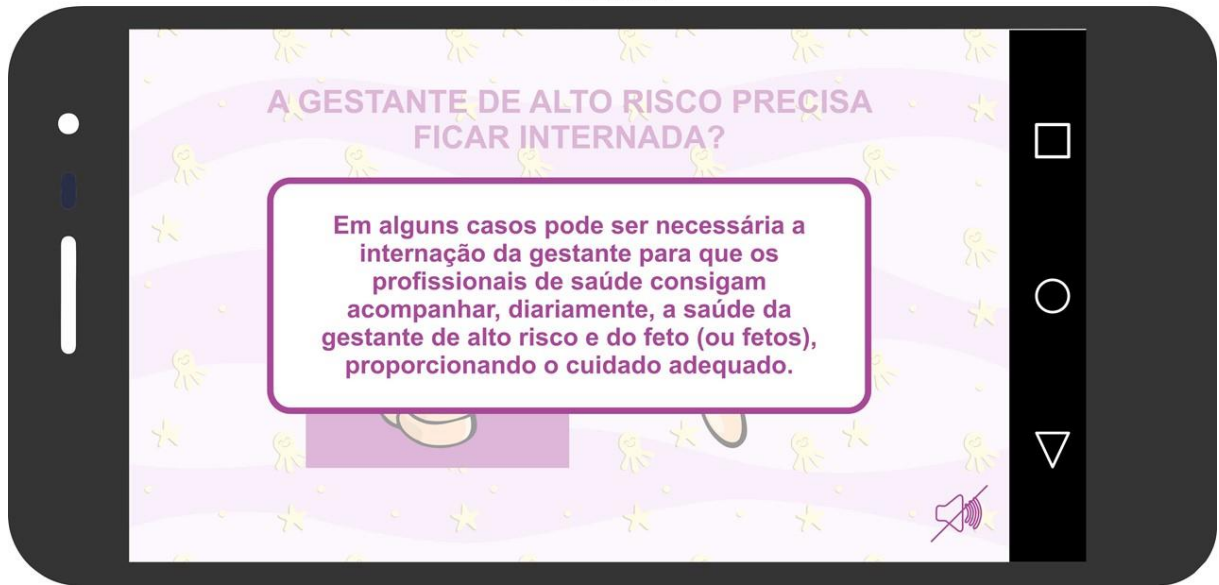 A GESTANTE DE ALTO RISCO PRECISA
FICAR INTERNADA?
Em alguns casos pode ser necessária a
internação da gestante para que os
profissionais de saúde consigam
acompanhar, diariamente, a saúde da
gestante de alto risco e do feto (ou fetos),
proporcionando o cuidado adequado.